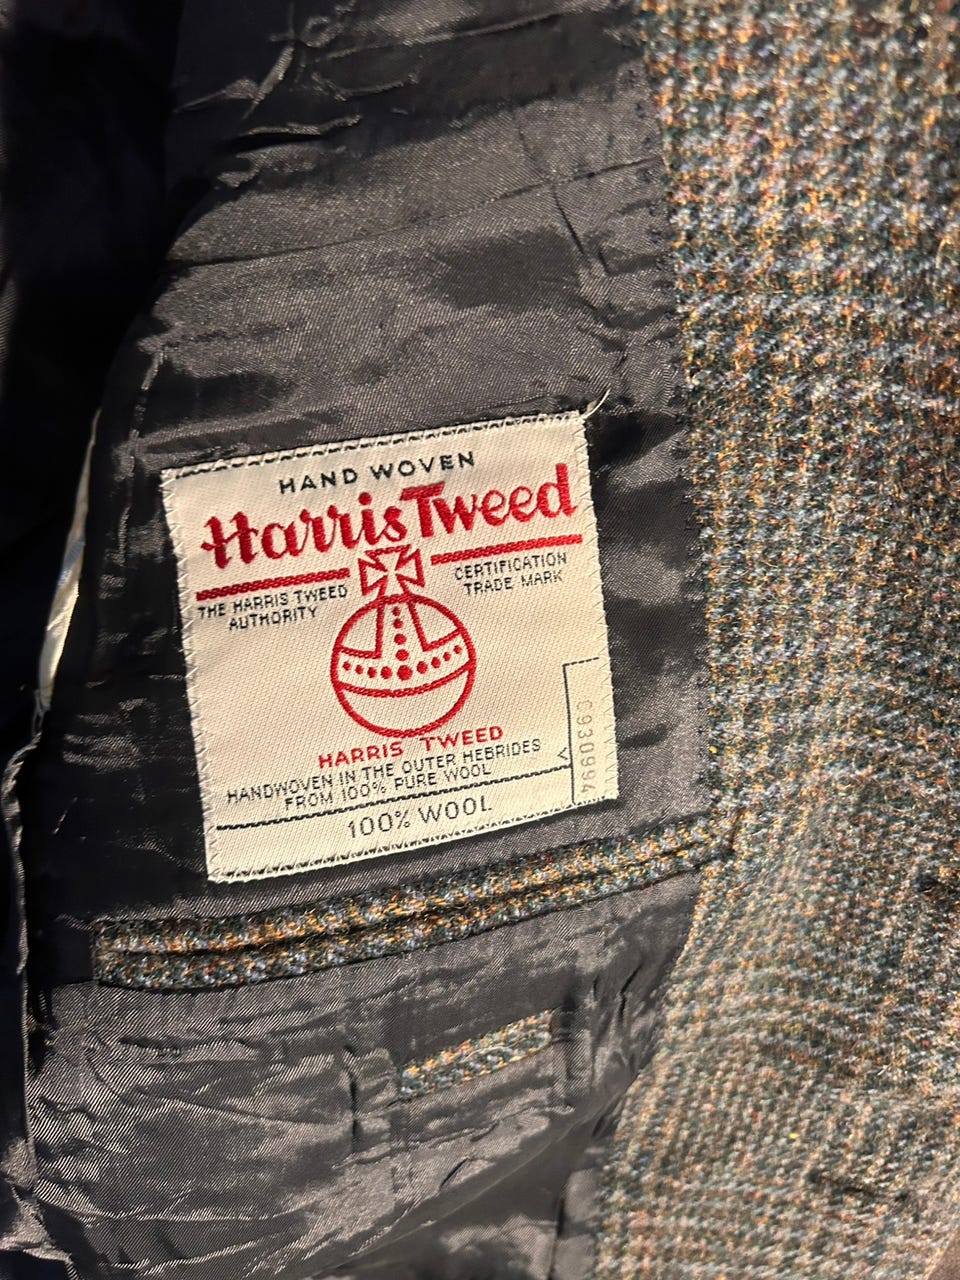 HAND WOVEN
Harris Tweed
THE HARRIS TWEED
AUTHORITY
CERTIFICATION
TRADE MARK
HARRIS TWEED
HANDWOVEN IN THE OUTER HEBRIDES
FROM 100% PURE WOOL
100% WOOL
C930994